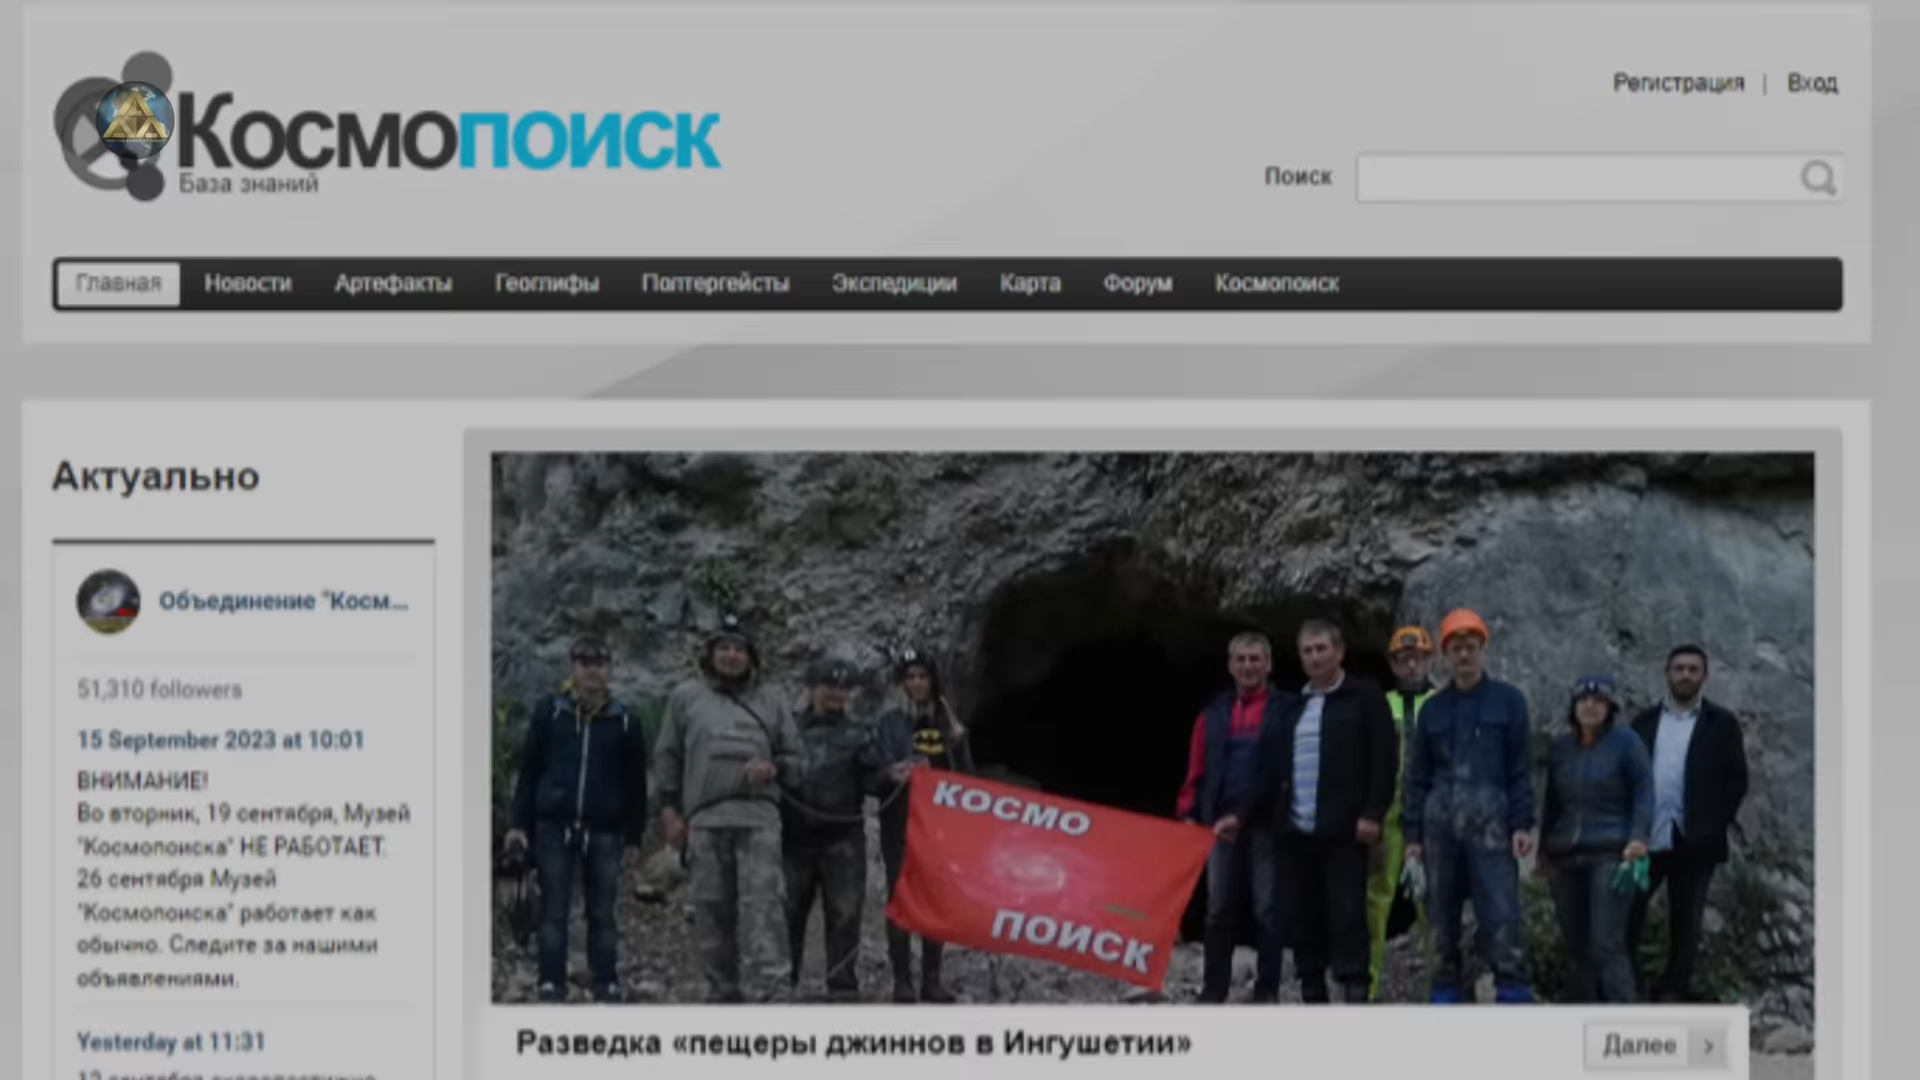 Космопоиск
База знаний
Регистрация | Вход
Поиск
Главная Новости Артефакты Геоглифы Полтергейсты Экспедиции Карта Форум Космопоиск
Актуально
Объединение "Косм...
51,310 followers
15 September 2023 at 10:01
ВНИМАНИЕ!
Во вторник, 19 сентября, Музей
"Космопоиска" НЕ РАБОТАЕТ.
26 сентября Музей
"Космопоиска" работает как
обычно. Следите за нашими
объявлениями.
Yesterday at 11:31
КОСМО
ПОИСК
Разведка «пещеры джиннов в Ингушетии»
Далее